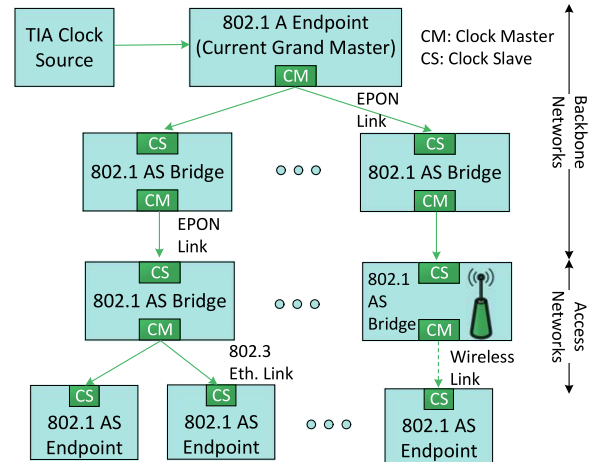 TIA Clock
Source
802.1 A Endpoint
(Current Grand Master)
CM
CM: Clock Master
CS: Clock Slave
EPON
Link
CS
802.1 AS Bridge
CM
CS
802.1 AS Bridge
CM
Backbone
Networks
EPON
Link
CS
802.1 AS Bridge
CM
CS
802.1
AS
Bridge
CM
Access
Networks
802.3
Eth. Link
Wireless
Link
CS
802.1 AS
Endpoint
CS
802.1 AS
Endpoint
CS
802.1 AS
Endpoint